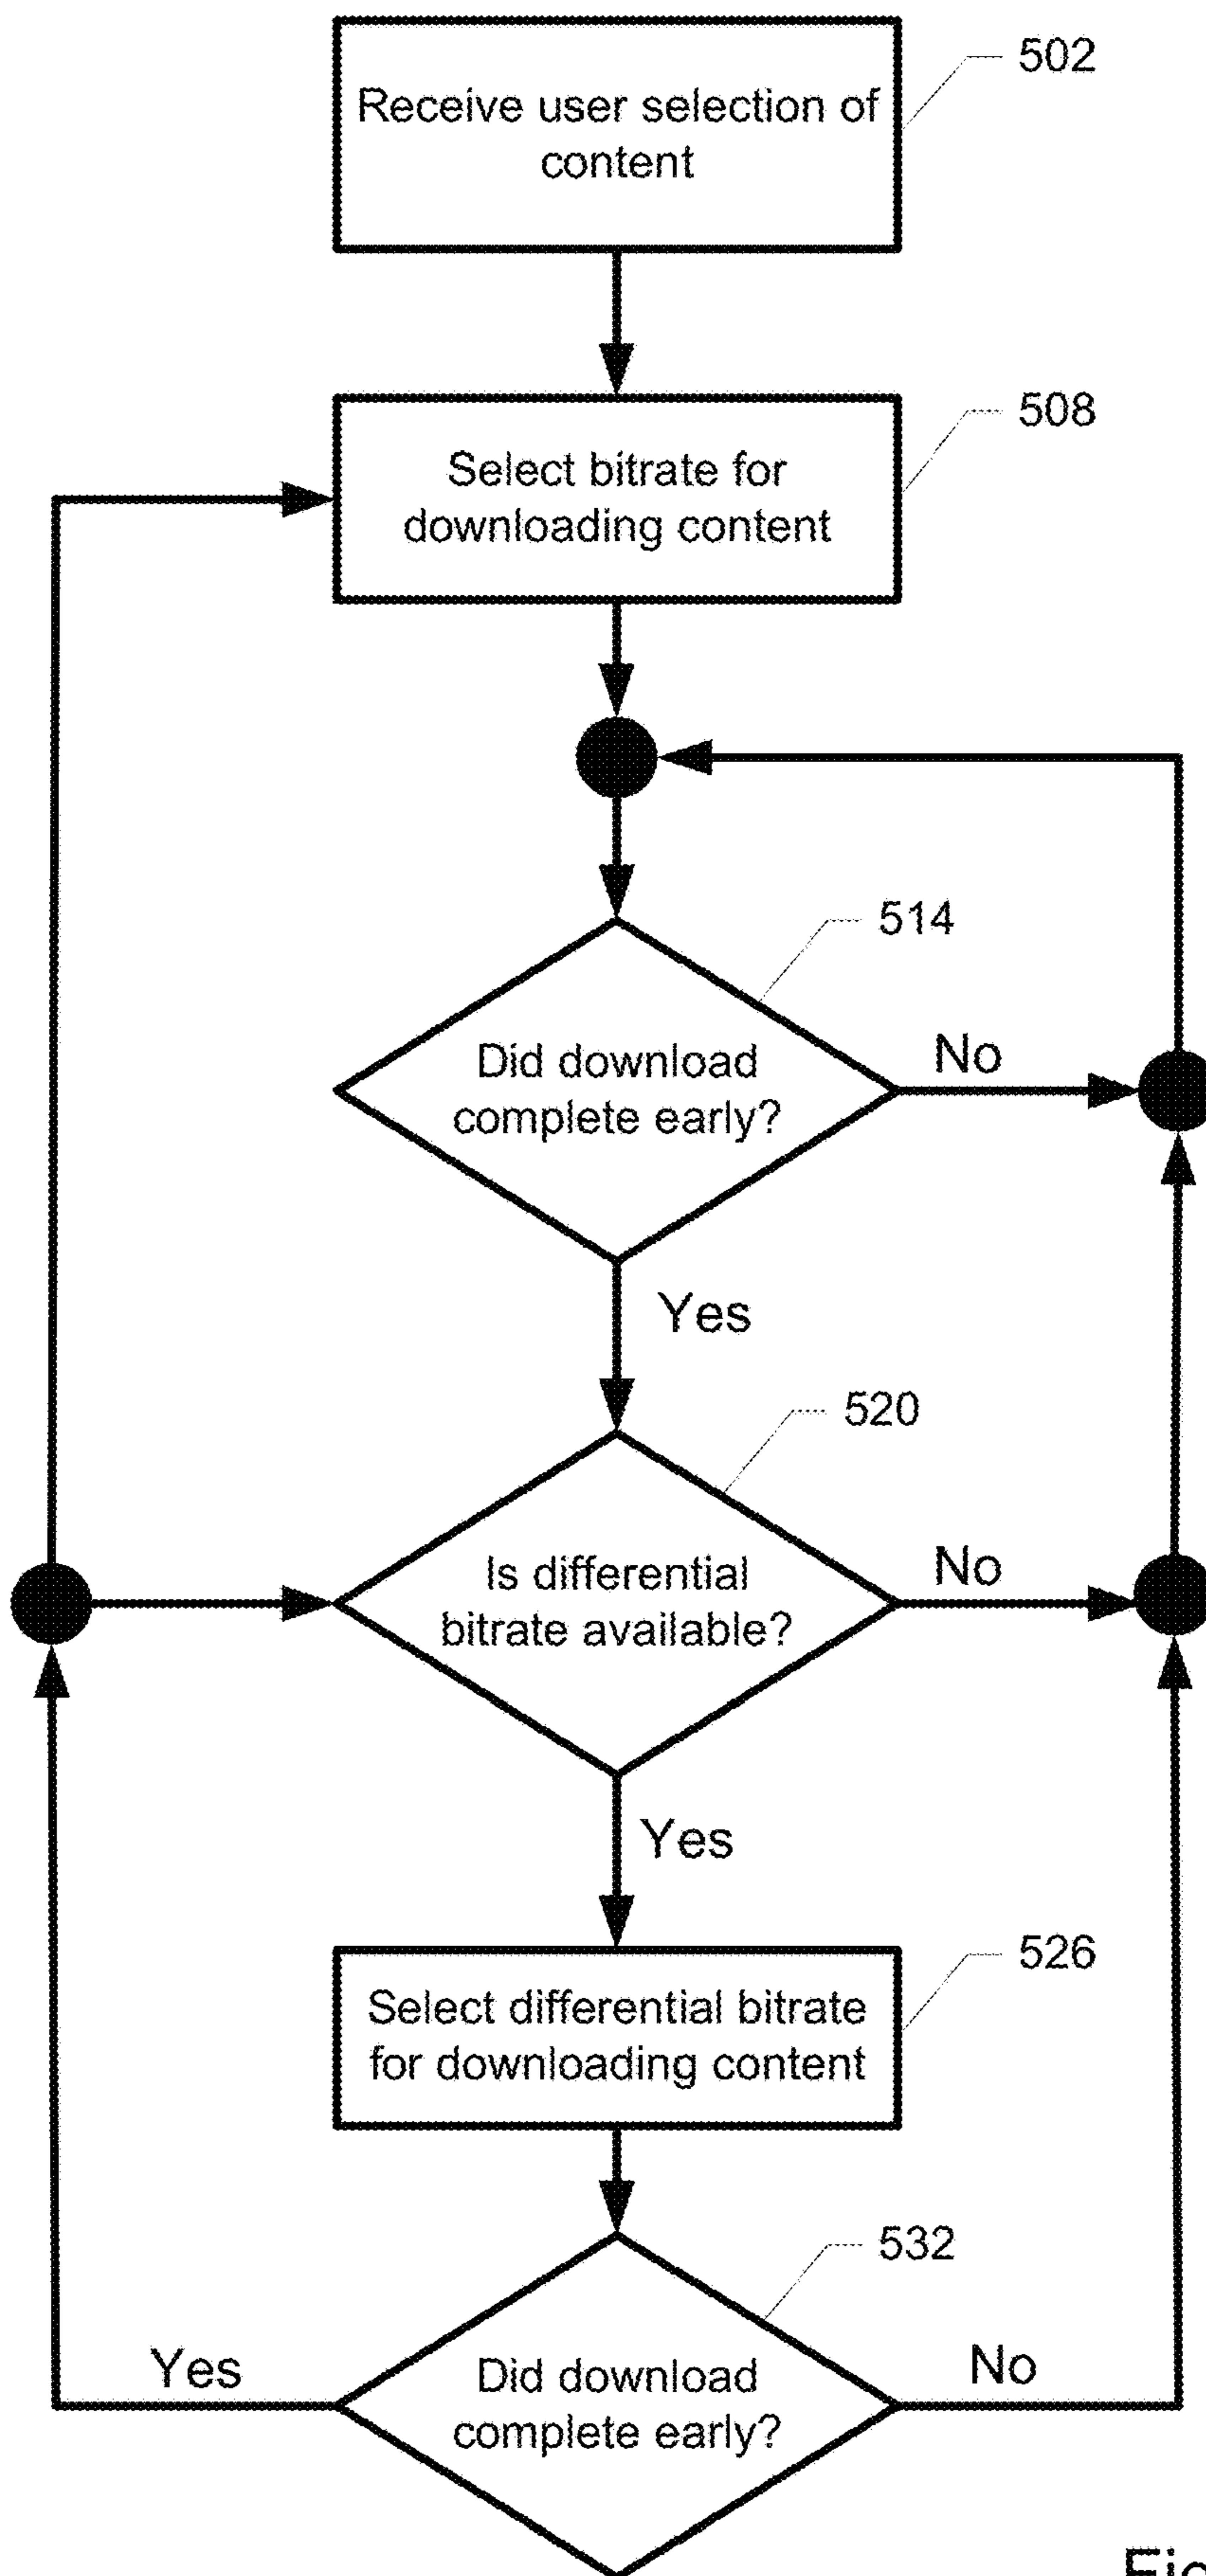 502
Receive user selection of
content
508
Select bitrate for
downloading content
514
Did download
complete early?
No
Yes
520
Is differential
bitrate available?
No
Yes
526
Select differential bitrate
for downloading content
532
Did download
complete early?
Yes
No